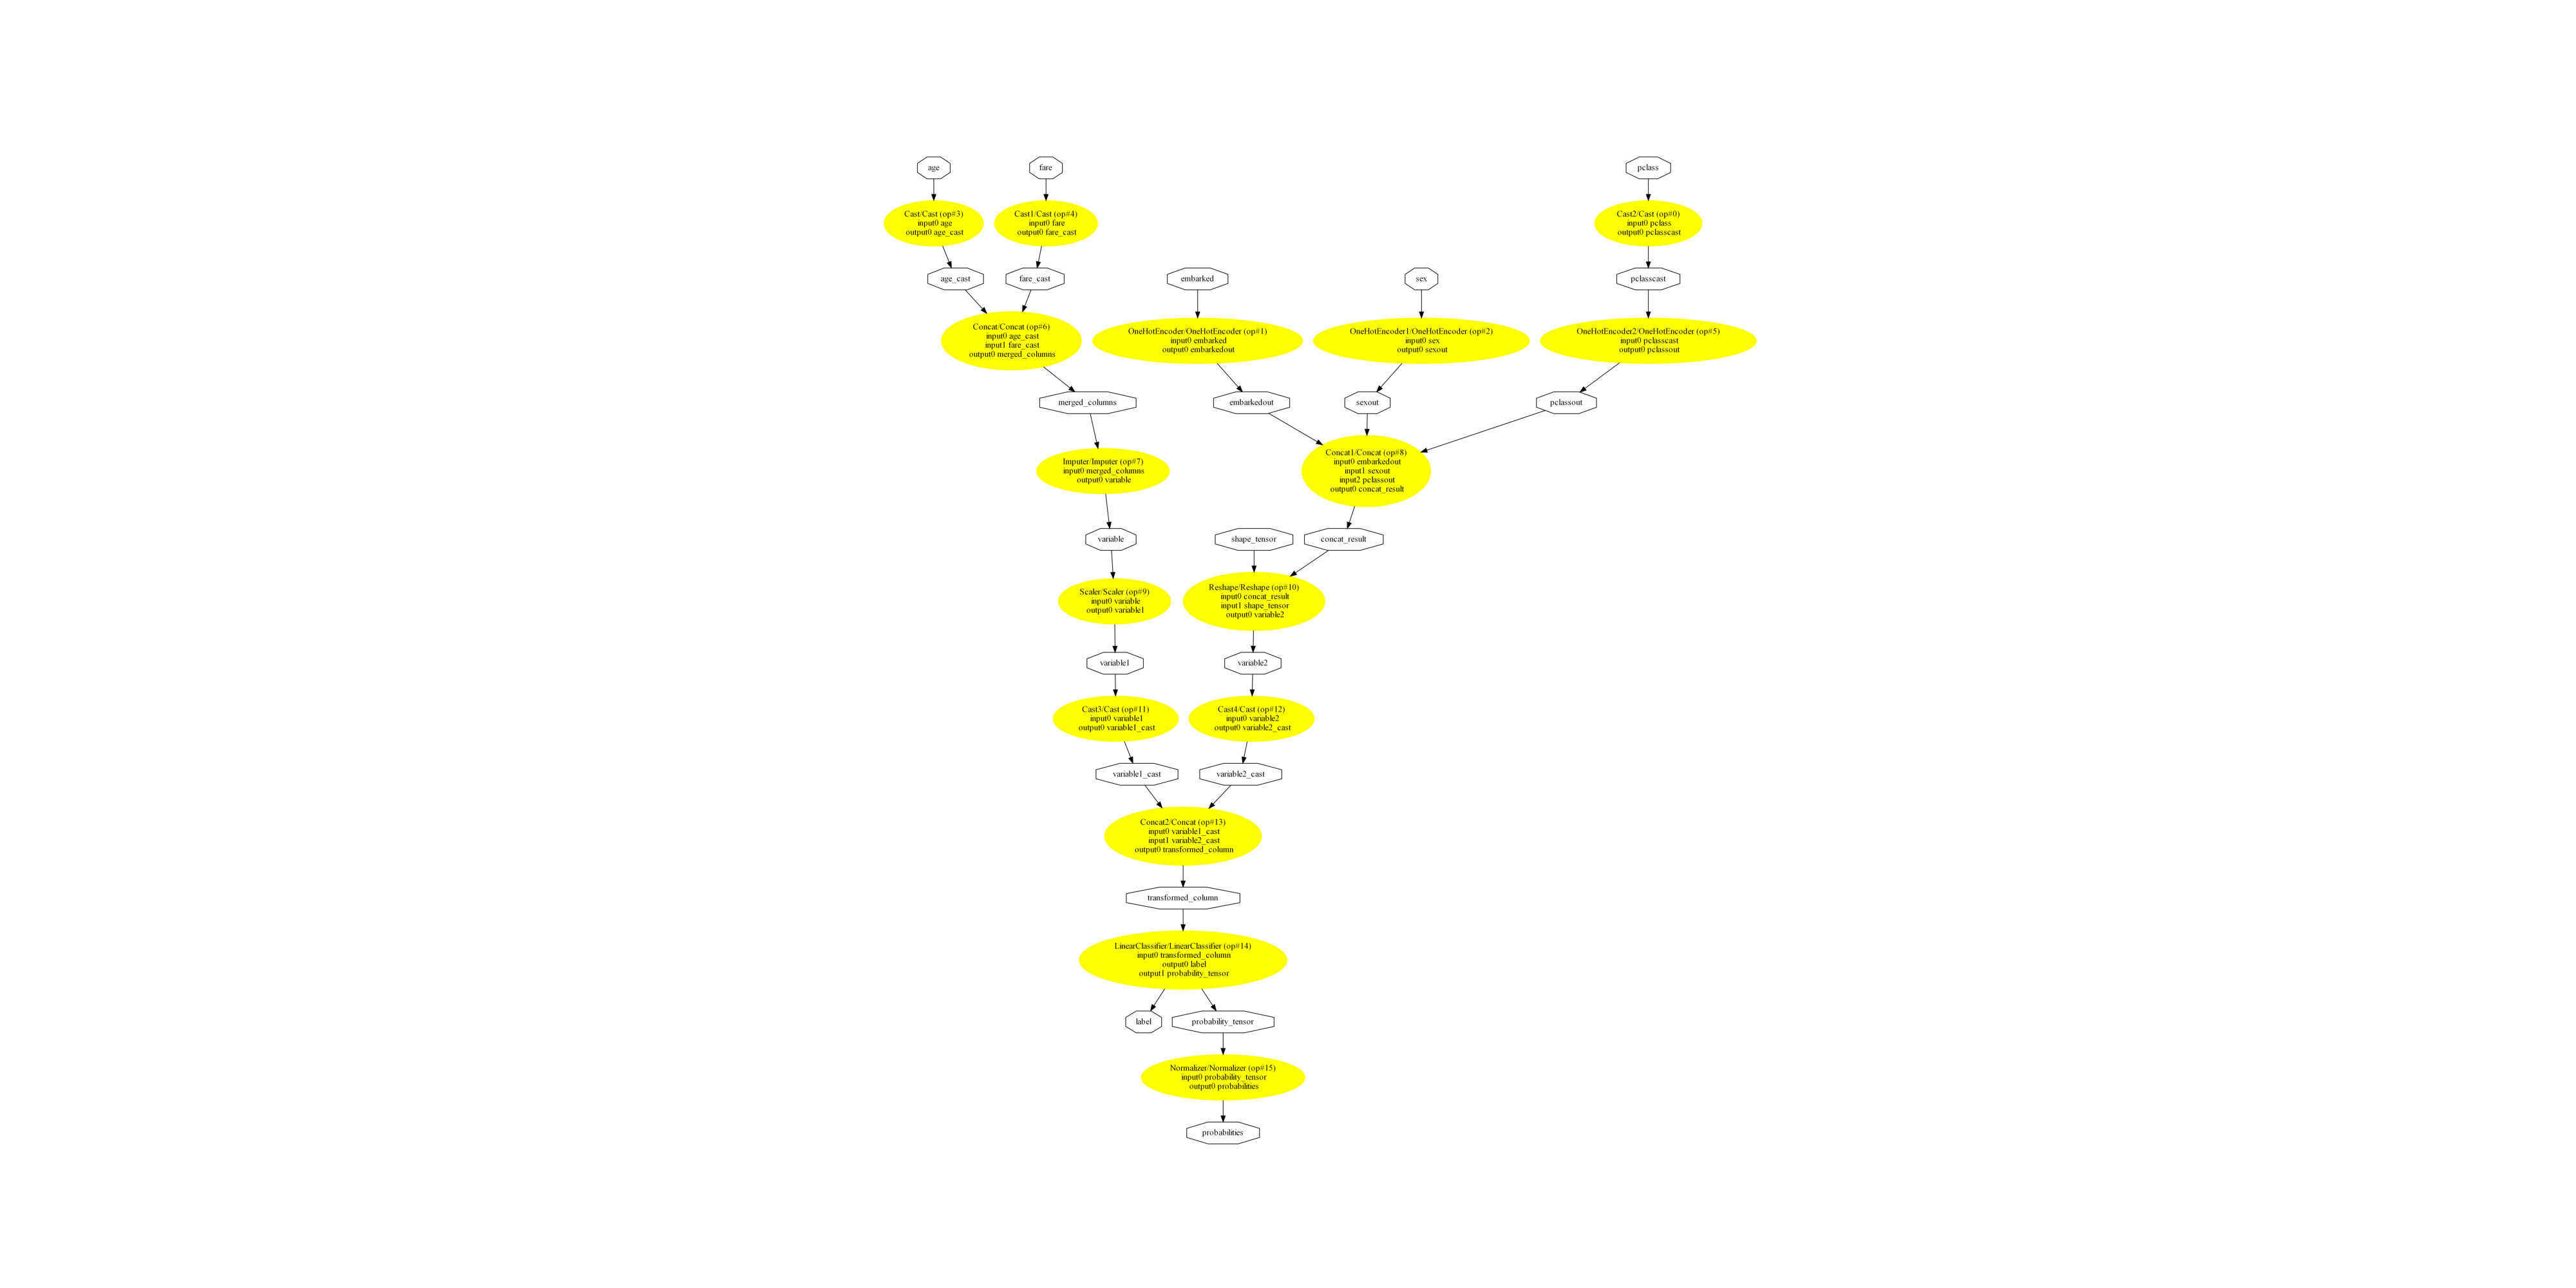 age
fare
pclass
Cast/Cast (op#3)
input0 age
output0 age_cast
Cast1/Cast (op#4)
input0 fare
output0 fare_cast
Cast2/Cast (op#0)
input0 pclass
output0 pclasscast
age_cast
fare_cast
embarked
sex
pclasscast
Concat/Concat (op#6)
input0 age_cast
input1 fare_cast
output0 merged_columns
OneHotEncoder/OneHotEncoder (op#1)
input0 embarked
output0 embarkedout
OneHotEncoder1/OneHotEncoder (op#2)
input0 sex
output0 sexout
OneHotEncoder2/OneHotEncoder (op#5)
input0 pclasscast
output0 pclassout
merged_columns
embarkedout
sexout
pclassout
Imputer/Imputer (op#7)
input0 merged_columns
output0 variable
Concat1/Concat (op#8)
input0 embarkedout
input1 sexout
input2 pclassout
output0 concat_result
variable
shape_tensor
concat_result
Scaler/Scaler (op#9)
input0 variable
output0 variable1
Reshape/Reshape (op#10)
input0 concat_result
input1 shape_tensor
output0 variable2
variable1
variable2
Cast3/Cast (op#11)
input0 variable1
output0 variable1_cast
Cast4/Cast (op#12)
input0 variable2
output0 variable2_cast
variable1_cast
variable2_cast
Concat2/Concat (op#13)
input0 variable1_cast
input1 variable2_cast
output0 transformed_column
transformed_column
LinearClassifier/LinearClassifier (op#14)
input0 transformed_column
output0 label
output1 probability_tensor
label
probability_tensor
Normalizer/Normalizer (op#15)
input0 probability_tensor
output0 probabilities
probabilities